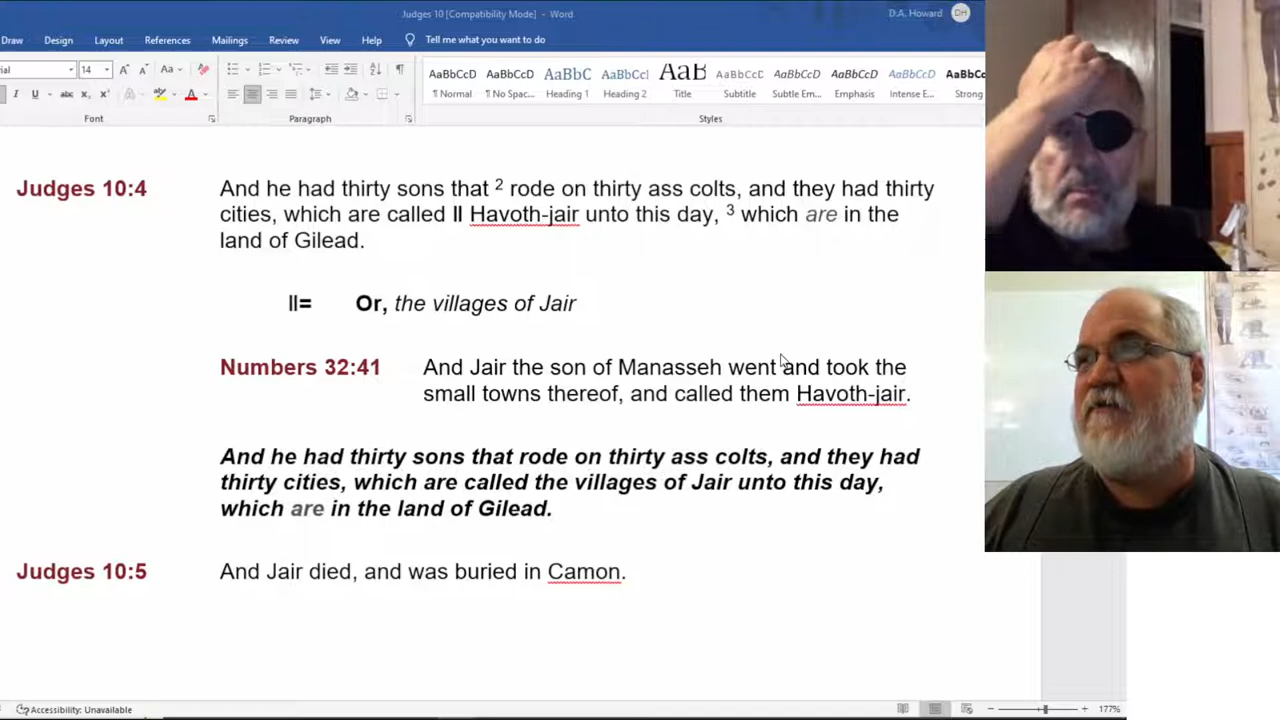 Judges 10 [Compatibility Mode] - Word
D.A. Howard DH
Draw Design Layout References Mailings Review View Help Tell me what you want to do
14 Aa
AaBbCcD AaBbCcD AaBbC AaBbCcI AaB AaBbCcD AaBbCcD AaBbCcD AaBbCcD AaBbCc
¶ Normal ¶ No Spac... Heading 1 Heading 2 Title Subtitle Subtle Em... Emphasis Intense E... Strong
Font Paragraph Styles
Judges 10:4 And he had thirty sons that 2 rode on thirty ass colts, and they had thirty
cities, which are called ǁ Havoth-jair unto this day, 3 which are in the
land of Gilead.
ǁ= Or, the villages of Jair
Numbers 32:41 And Jair the son of Manasseh went and took the
small towns thereof, and called them Havoth-jair.
And he had thirty sons that rode on thirty ass colts, and they had
thirty cities, which are called the villages of Jair unto this day,
which are in the land of Gilead.
Judges 10:5 And Jair died, and was buried in Camon.
Accessibility: Unavailable
177%